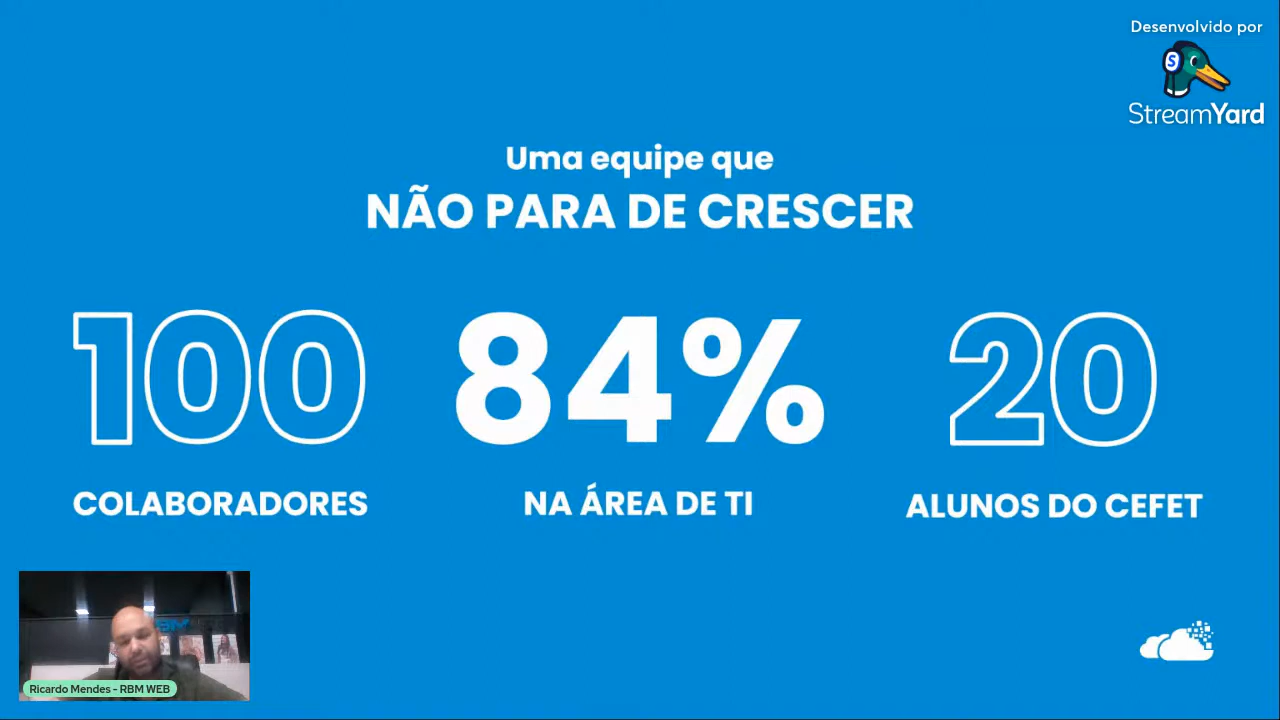 Desenvolvido por
StreamYard
Uma equipe que
NÃO PARA DE CRESCER
100
84%
20
COLABORADORES
NA ÁREA DE TI
ALUNOS DO CEFET
Ricardo Mendes - RBM WEB